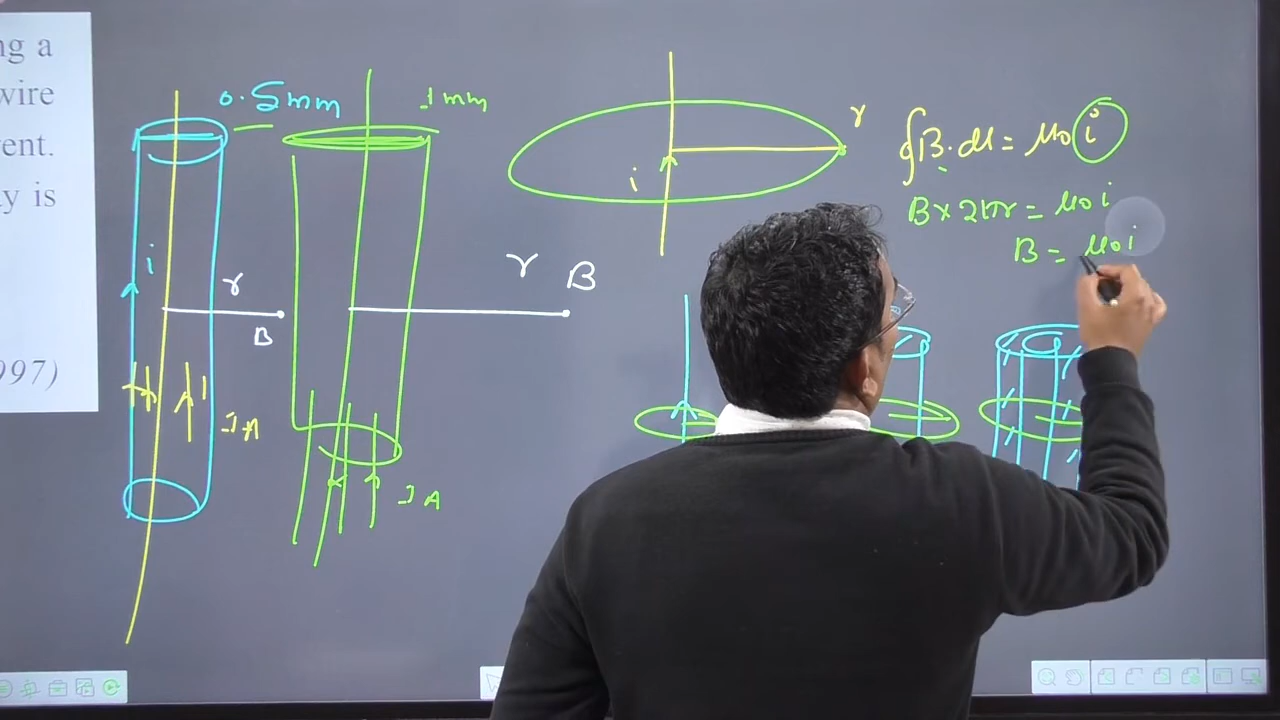 ng a
wire
ent.
y is
997)
0.5mm
1mm
r
i
∮B.dl = μ0 i
B x 2πr = μ0 i
B = μ0 i
i
r
B
r
B
1A
1A